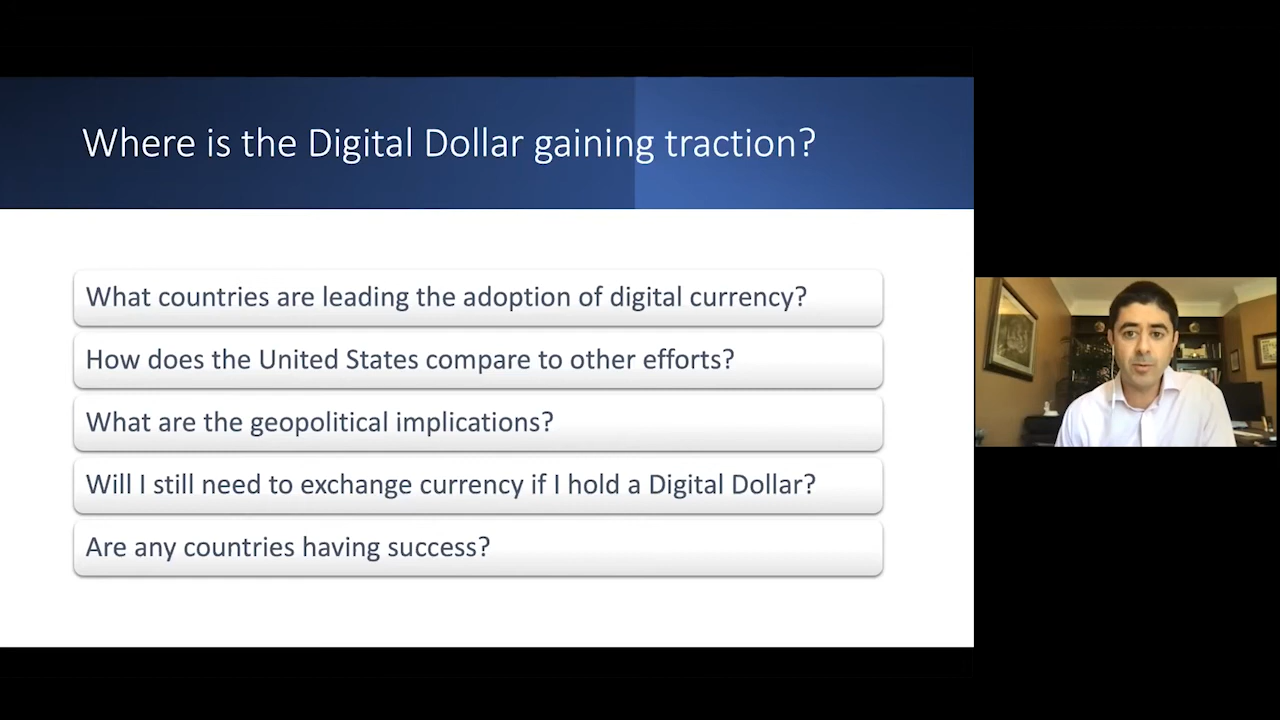 Where is the Digital Dollar gaining traction?
What countries are leading the adoption of digital currency?
How does the United States compare to other efforts?
What are the geopolitical implications?
Will I still need to exchange currency if I hold a Digital Dollar?
Are any countries having success?